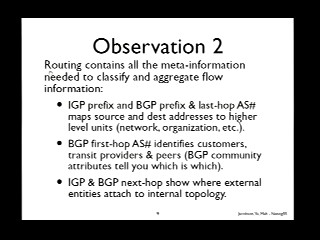 Observation 2
Routing contains all the meta-information
needed to classify and aggregate flow
information:
• IGP prefix and BGP prefix & last-hop AS#
maps source and dest addresses to higher
level units (network, organization, etc.).
• BGP first-hop AS# identifies customers,
transit providers & peers (BGP community
attributes tell you which is which).
• IGP & BGP next-hop show where external
entities attach to internal topology.